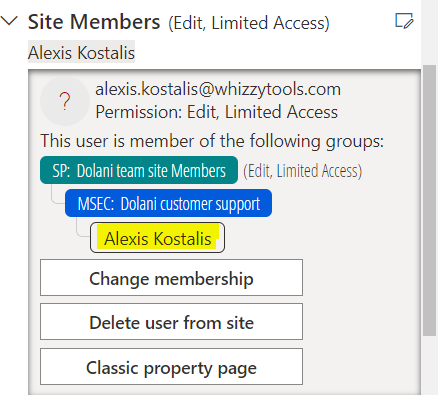 Site Members (Edit, Limited Access)
Alexis Kostalis
?
alexis.kostalis@whizzytools.com
Permission: Edit, Limited Access
This user is member of the following groups:
SP: Dolani team site Members (Edit, Limited Access)
MSEC: Dolani customer support
Alexis Kostalis
Change membership
Delete user from site
Classic property page